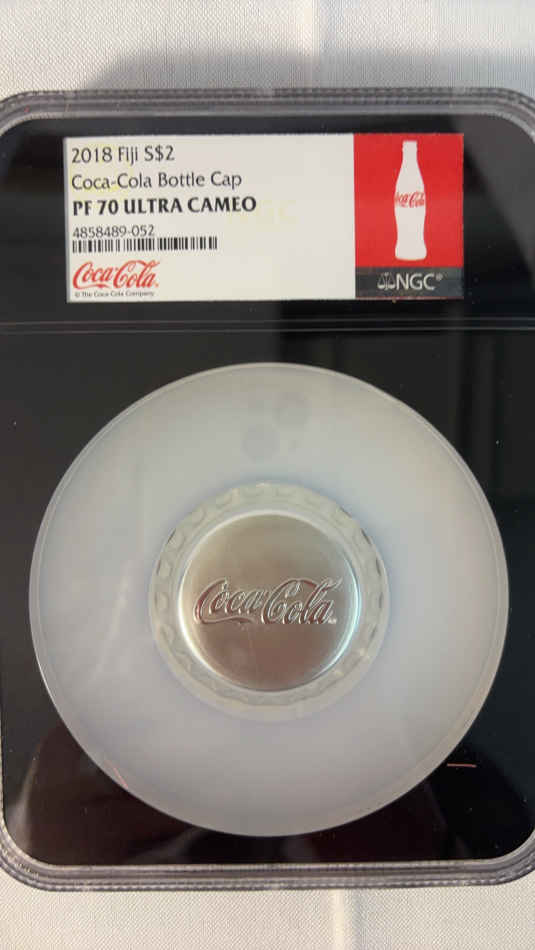 2018 Fiji S$2
Coca-Cola Bottle Cap
PF 70 ULTRA CAMEO
4858489-052
Coca-Cola
© The Coca-Cola Company
Coca-Cola
NGC®
Coca-Cola™